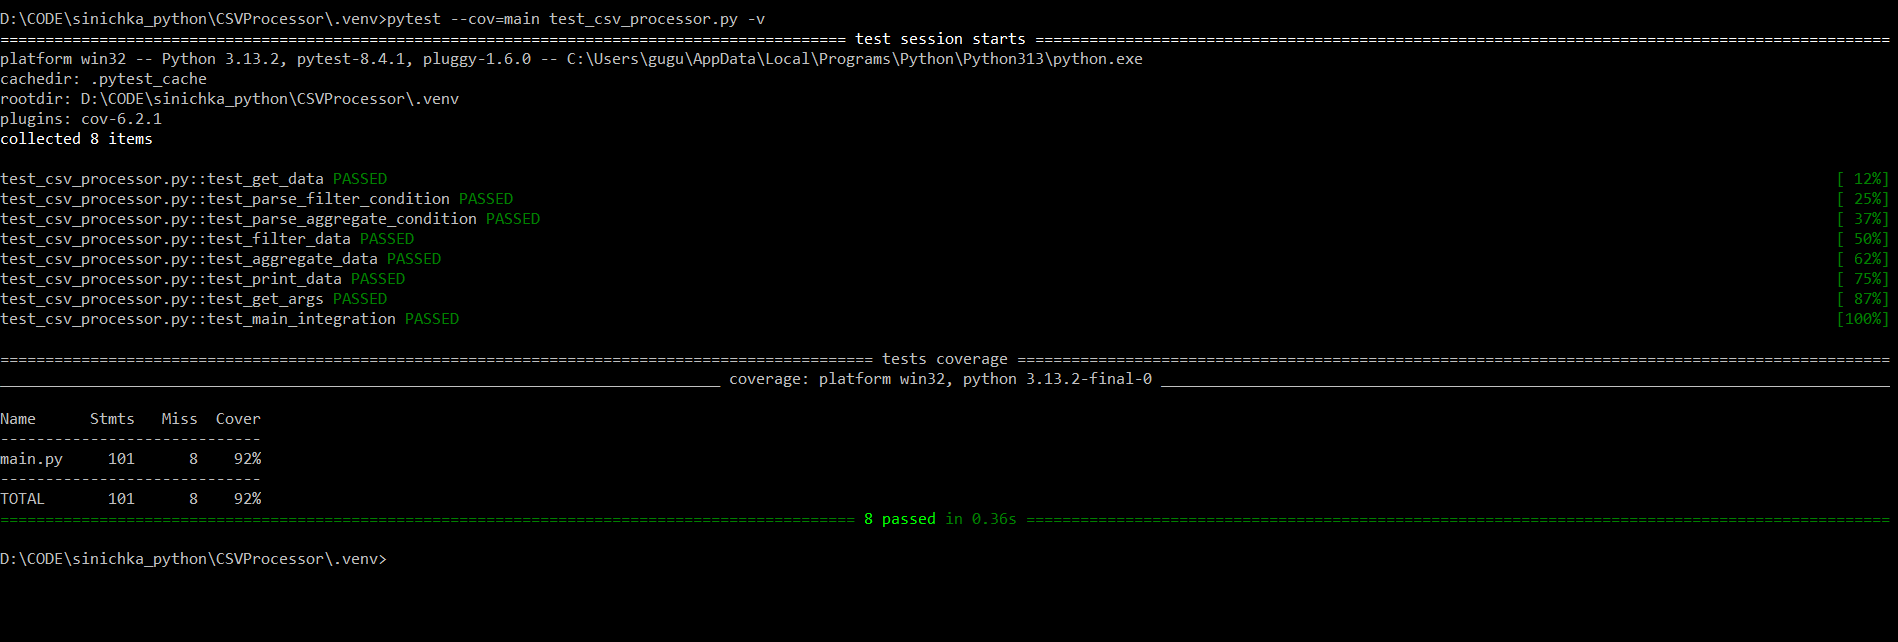 D:\CODE\sinichka_python\CSVProcessor\.venv>pytest --cov=main test_csv_processor.py -v
============================================================================================== test session starts ===============================================================================================
platform win32 -- Python 3.13.2, pytest-8.4.1, pluggy-1.6.0 -- C:\Users\gugu\AppData\Local\Programs\Python\Python313\python.exe
cachedir: .pytest_cache
rootdir: D:\CODE\sinichka_python\CSVProcessor\.venv
plugins: cov-6.2.1
collected 8 items
test_csv_processor.py::test_get_data PASSED [ 12%]
test_csv_processor.py::test_parse_filter_condition PASSED [ 25%]
test_csv_processor.py::test_parse_aggregate_condition PASSED [ 37%]
test_csv_processor.py::test_filter_data PASSED [ 50%]
test_csv_processor.py::test_aggregate_data PASSED [ 62%]
test_csv_processor.py::test_print_data PASSED [ 75%]
test_csv_processor.py::test_get_args PASSED [ 87%]
test_csv_processor.py::test_main_integration PASSED [100%]
================================================================================================= tests coverage =================================================================================================
________________________________________________________________________________ coverage: platform win32, python 3.13.2-final-0 _________________________________________________________________________________
Name      Stmts   Miss  Cover
-----------------------------
main.py     101      8    92%
-----------------------------
TOTAL       101      8    92%
=============================================================================================== 8 passed in 0.36s ================================================================================================
D:\CODE\sinichka_python\CSVProcessor\.venv>